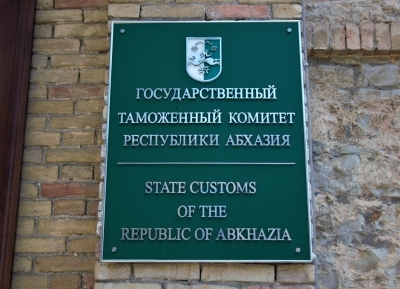 ГОСУДАРСТВЕННЫЙ
ТАМОЖЕННЫЙ КОМИТЕТ
РЕСПУБЛИКИ АБХАЗИЯ
STATE CUSTOMS
OF THE
REPUBLIC OF ABKHAZIA